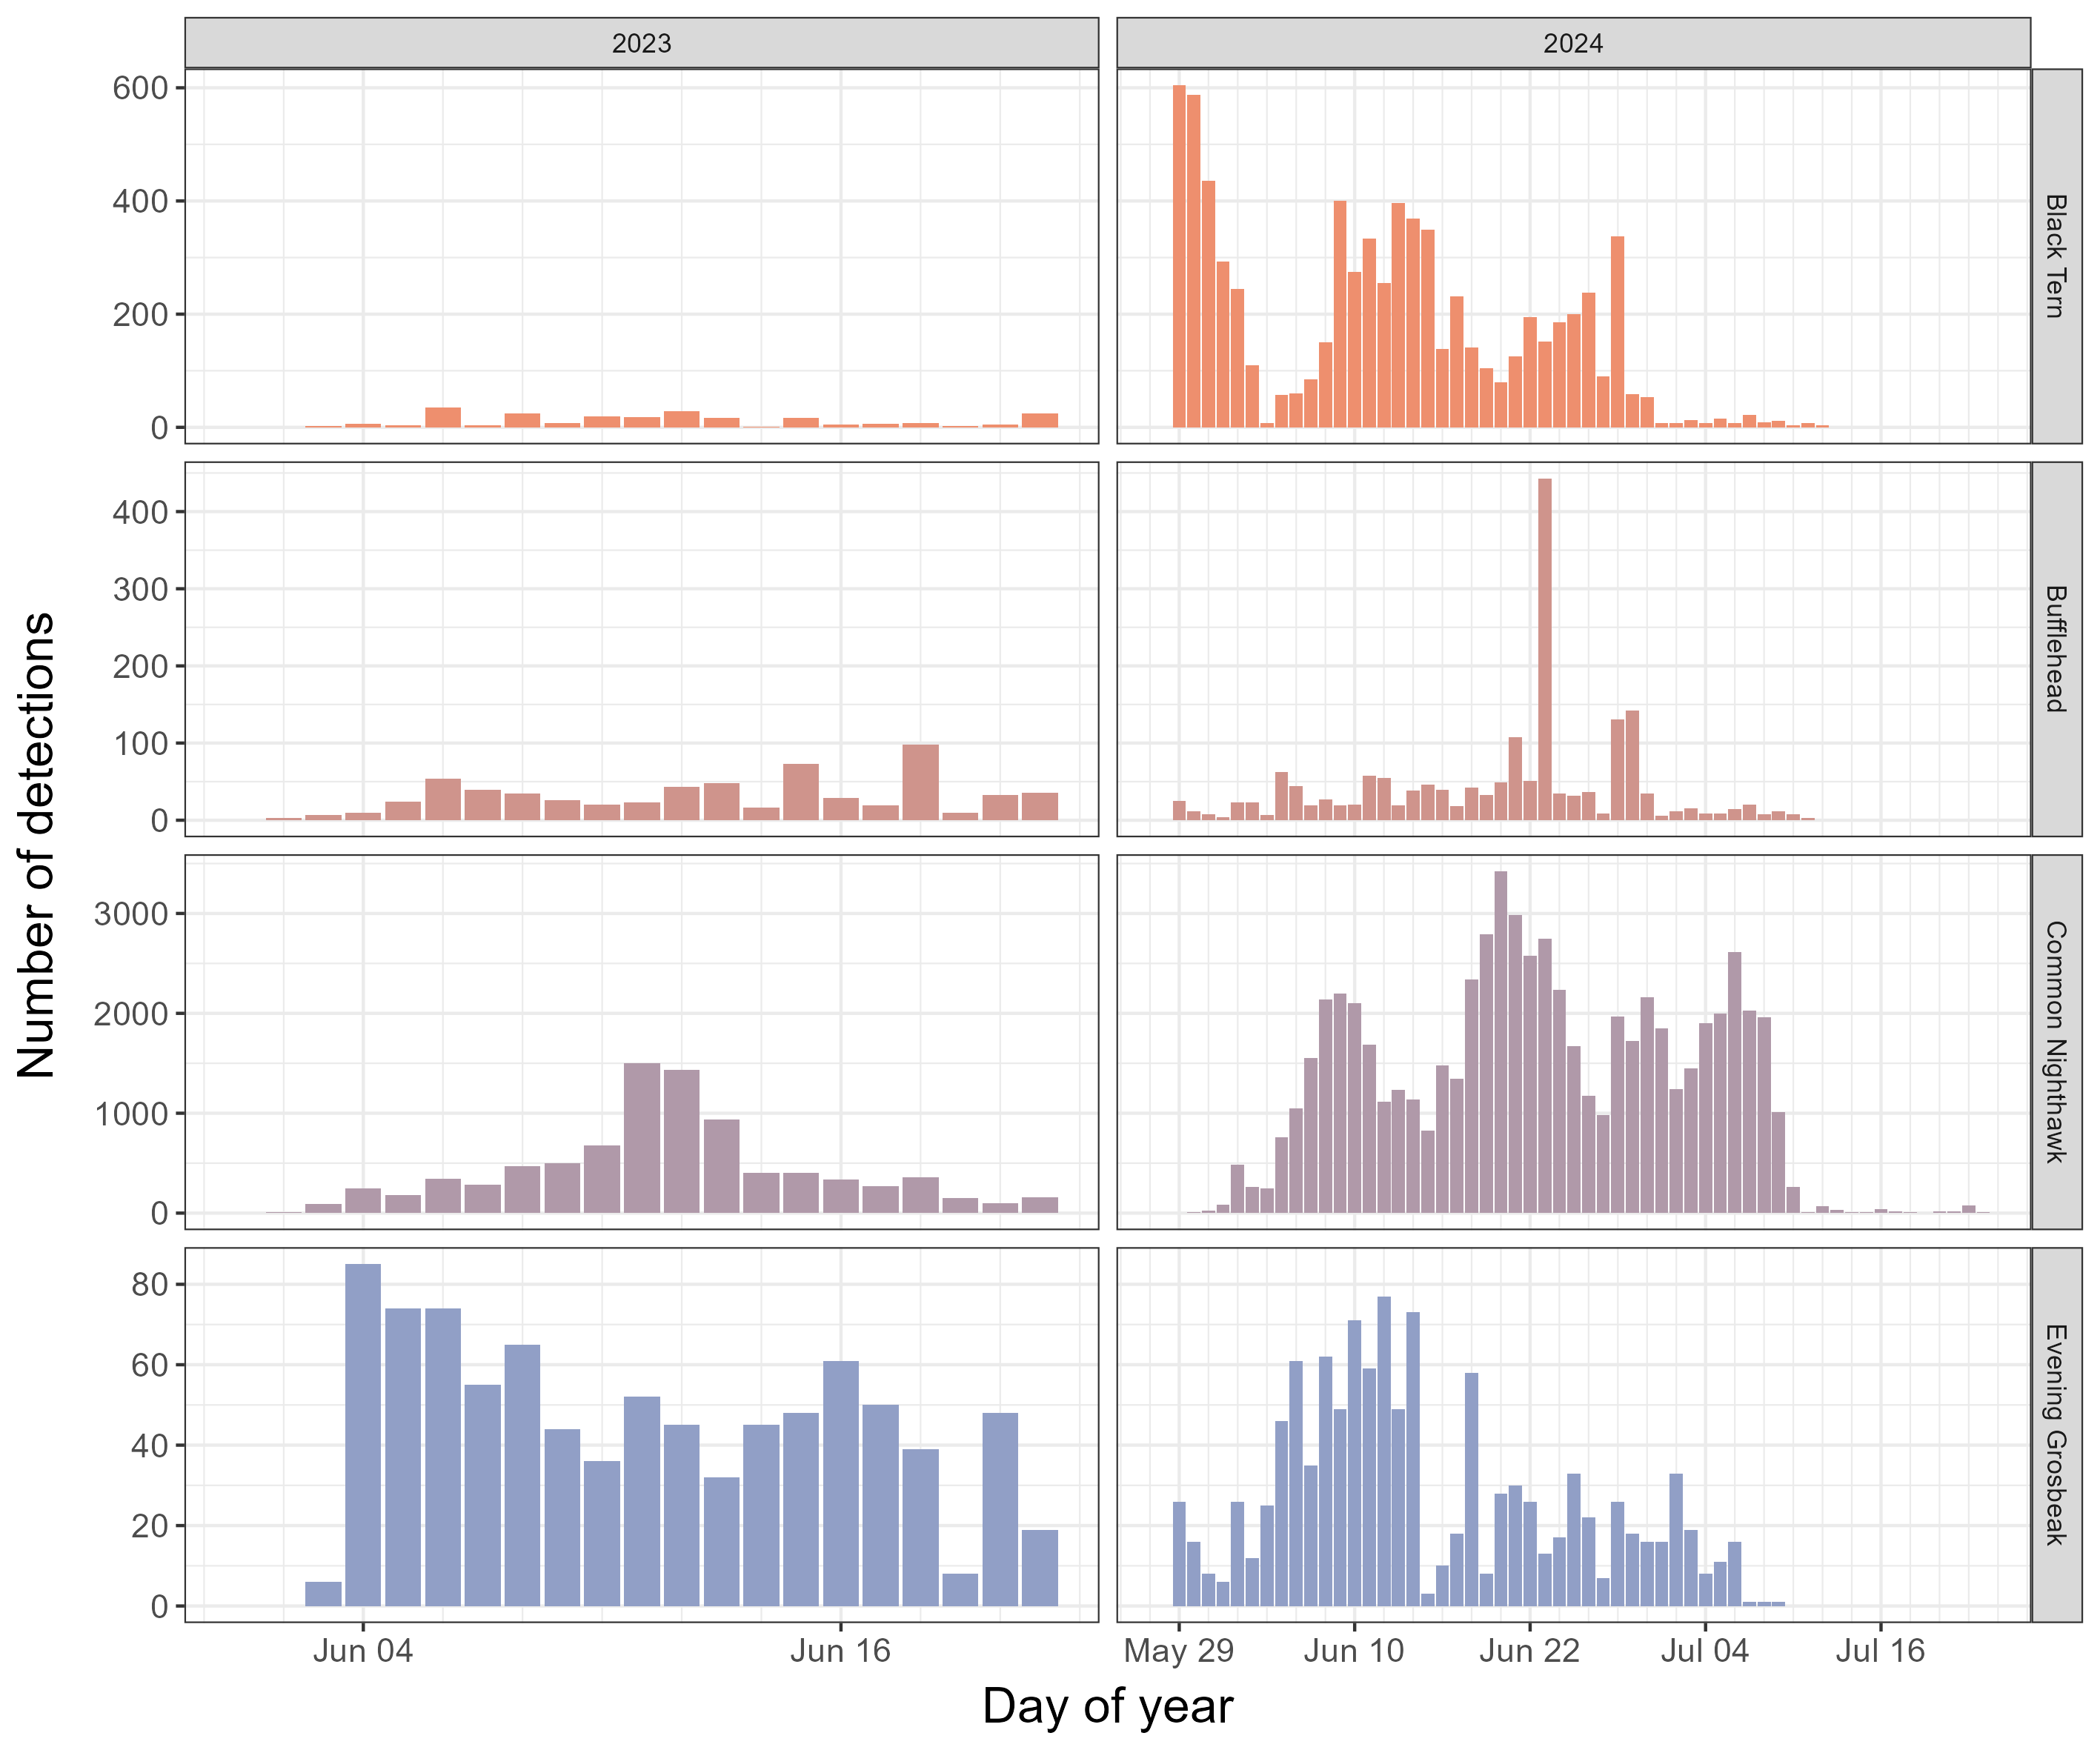 2023
2024
600
400
200
0
Black Tern
400
300
200
100
0
Bufflehead
3000
2000
1000
0
Common Nighthawk
80
60
40
20
0
Evening Grosbeak
Number of detections
Jun 04
Jun 16
May 29
Jun 10
Jun 22
Jul 04
Jul 16
Day of year